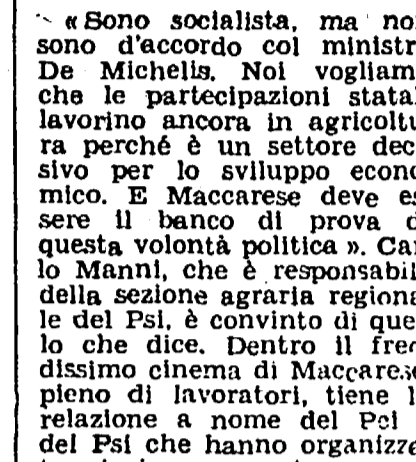 « Sono socialista, ma no
sono d'accordo col ministr
De Michelis. Noi vogliam
che le partecipazioni stata
lavorino ancora in agricoltu
ra perché è un settore dec
sivo per lo sviluppo econo
mico. E Maccarese deve es
sere il banco di prova d
questa volontà politica ». Car
lo Manni, che è responsabil
della sezione agraria regiona
le del Psi, è convinto di que
lo che dice. Dentro il fred
dissimo cinema di Maccarese
pieno di lavoratori, tiene l
relazione a nome del Pci
del Psi che hanno organizza